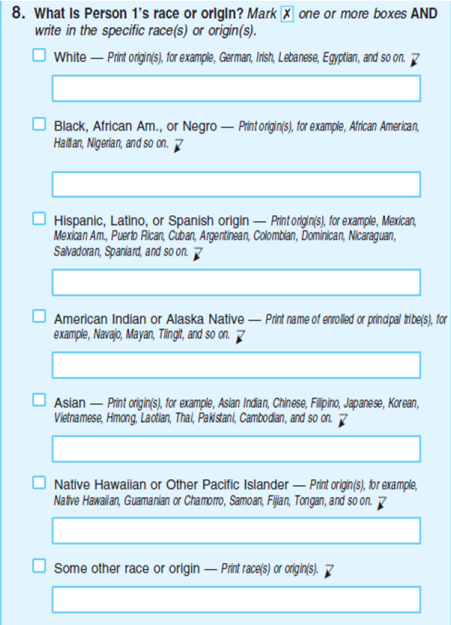 8. What is Person 1's race or origin? Mark X one or more boxes AND
write in the specific race(s) or origin(s).
White — Print origin(s), for example, German, Irish, Lebanese, Egyptian, and so on.
Black, African Am., or Negro — Print origin(s), for example, African American,
Haitian, Nigerian, and so on.
Hispanic, Latino, or Spanish origin — Print origin(s), for example, Mexican,
Mexican Am., Puerto Rican, Cuban, Argentinean, Colombian, Dominican, Nicaraguan,
Salvadoran, Spaniard, and so on.
American Indian or Alaska Native — Print name of enrolled or principal tribe(s), for
example, Navajo, Mayan, Tlingit, and so on.
Asian — Print origin(s), for example, Asian Indian, Chinese, Filipino, Japanese, Korean,
Vietnamese, Hmong, Laotian, Thai, Pakistani, Cambodian, and so on.
Native Hawaiian or Other Pacific Islander — Print origin(s), for example,
Native Hawaiian, Guamanian or Chamorro, Samoan, Fijian, Tongan, and so on.
Some other race or origin — Print race(s) or origin(s).